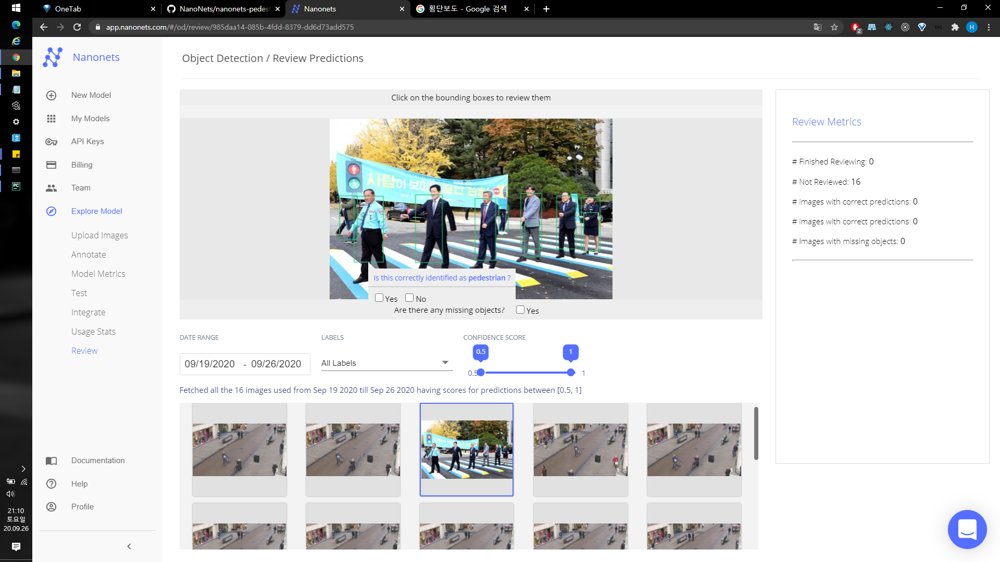 OneTab
NanoNets/nanonets-pedest
Nanonets
횡단보도 - Google 검색
app.nanonets.com/#/od/review/985daa14-085b-4fdd-8379-dd6d73add575
2
H
Nanonets
New Model
My Models
API Keys
Billing
Team
Explore Model
Upload Images
Annotate
Model Metrics
Test
Integrate
Usage Stats
Review
Documentation
Help
Profile
PC
21:10
토요일
20.09.26
Object Detection / Review Predictions
Click on the bounding boxes to review them
사람이 보이
Is this correctly identified as pedestrian ?
Yes No
Are there any missing objects? Yes
DATE RANGE
09/19/2020 - 09/26/2020
LABELS
All Labels
CONFIDENCE SCORE
0.5 1
0.5 1
Fetched all the 16 images used from Sep 19 2020 till Sep 26 2020 having scores for predictions between [0.5, 1]
Review Metrics
# Finished Reviewing: 0
# Not Reviewed: 16
# images with correct predictions: 0
# images with correct predictions: 0
# Images with missing objects: 0